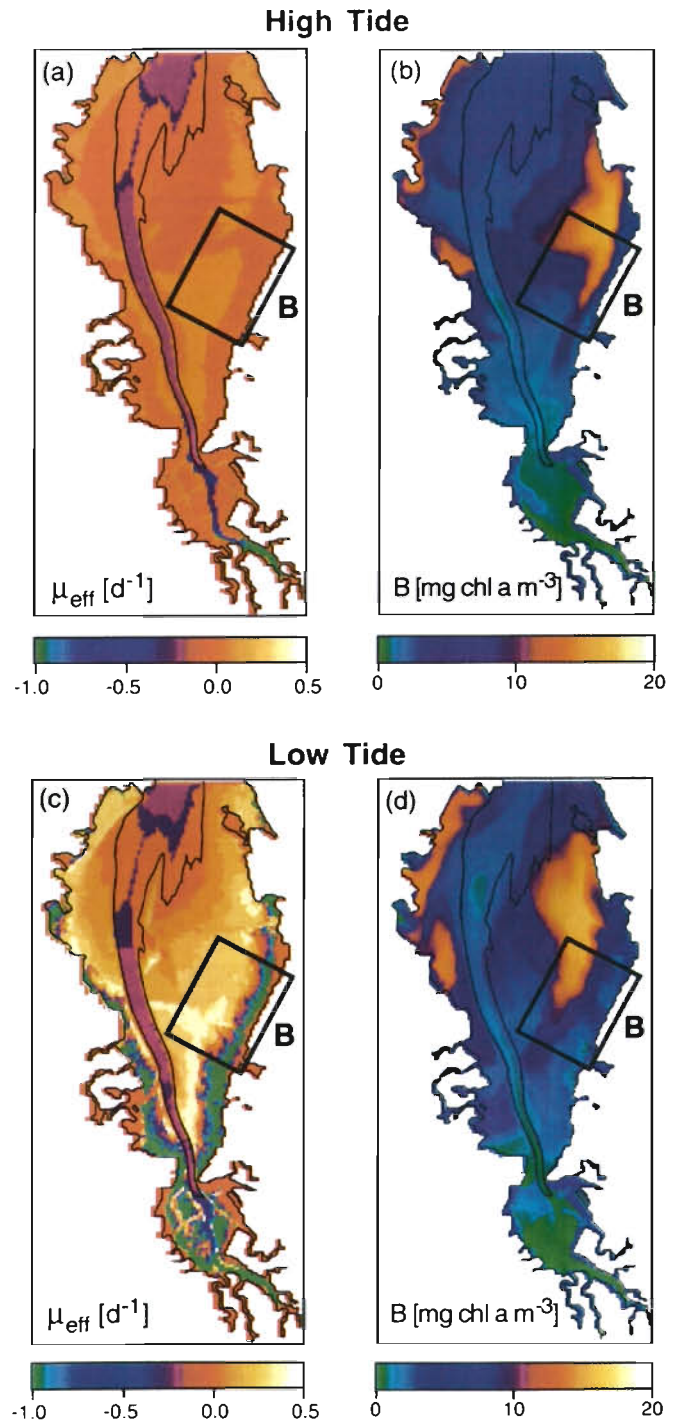 High Tide
(a)
(b)
B
B
μeff [d-1]
B [mg chl a m-3]
-1.0 -0.5 0.0 0.5
0 10 20
Low Tide
(c)
(d)
B
B
μeff [d-1]
B [mg chl a m-3]
-1.0 -0.5 0.0 0.5
0 10 20